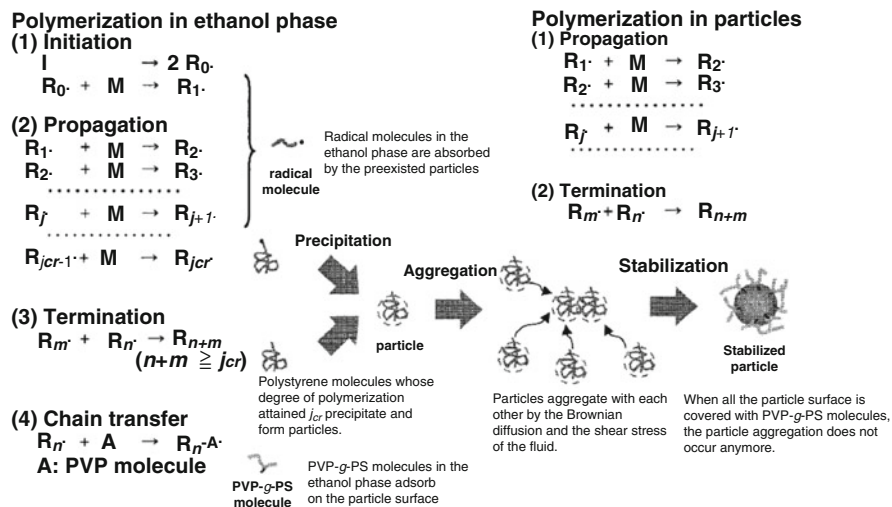 Polymerization in ethanol phase
(1) Initiation
I → 2 R₀·
R₀· + M → R₁·
(2) Propagation
R₁· + M → R₂·
R₂· + M → R₃·
Rⱼ· + M → Rⱼ₊₁·
R_jcr-1· + M → R_jcr·
(3) Termination
Rₘ· + Rₙ· → Rₙ₊ₘ
(n+m ≧ j_cr)
(4) Chain transfer
Rₙ· + A → Rₙ-A·
A: PVP molecule
radical
molecule
Radical molecules in the
ethanol phase are absorbed
by the preexisted particles
Polymerization in particles
(1) Propagation
R₁· + M → R₂·
R₂· + M → R₃·
Rⱼ· + M → Rⱼ₊₁·
(2) Termination
Rₘ· + Rₙ· → Rₙ₊ₘ
Precipitation
particle
Polystyrene molecules whose
degree of polymerization
attained j_cr precipitate and
form particles.
PVP-g-PS
molecule
PVP-g-PS molecules in the
ethanol phase adsorb
on the particle surface
Aggregation
Particles aggregate with each
other by the Brownian
diffusion and the shear stress
of the fluid.
Stabilization
Stabilized
particle
When all the particle surface is
covered with PVP-g-PS molecules,
the particle aggregation does not
occur anymore.